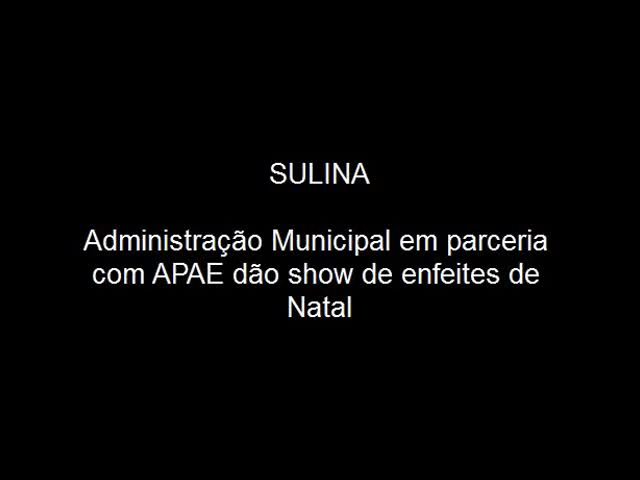 SULINA
Administração Municipal em parceria
com APAE dão show de enfeites de
Natal